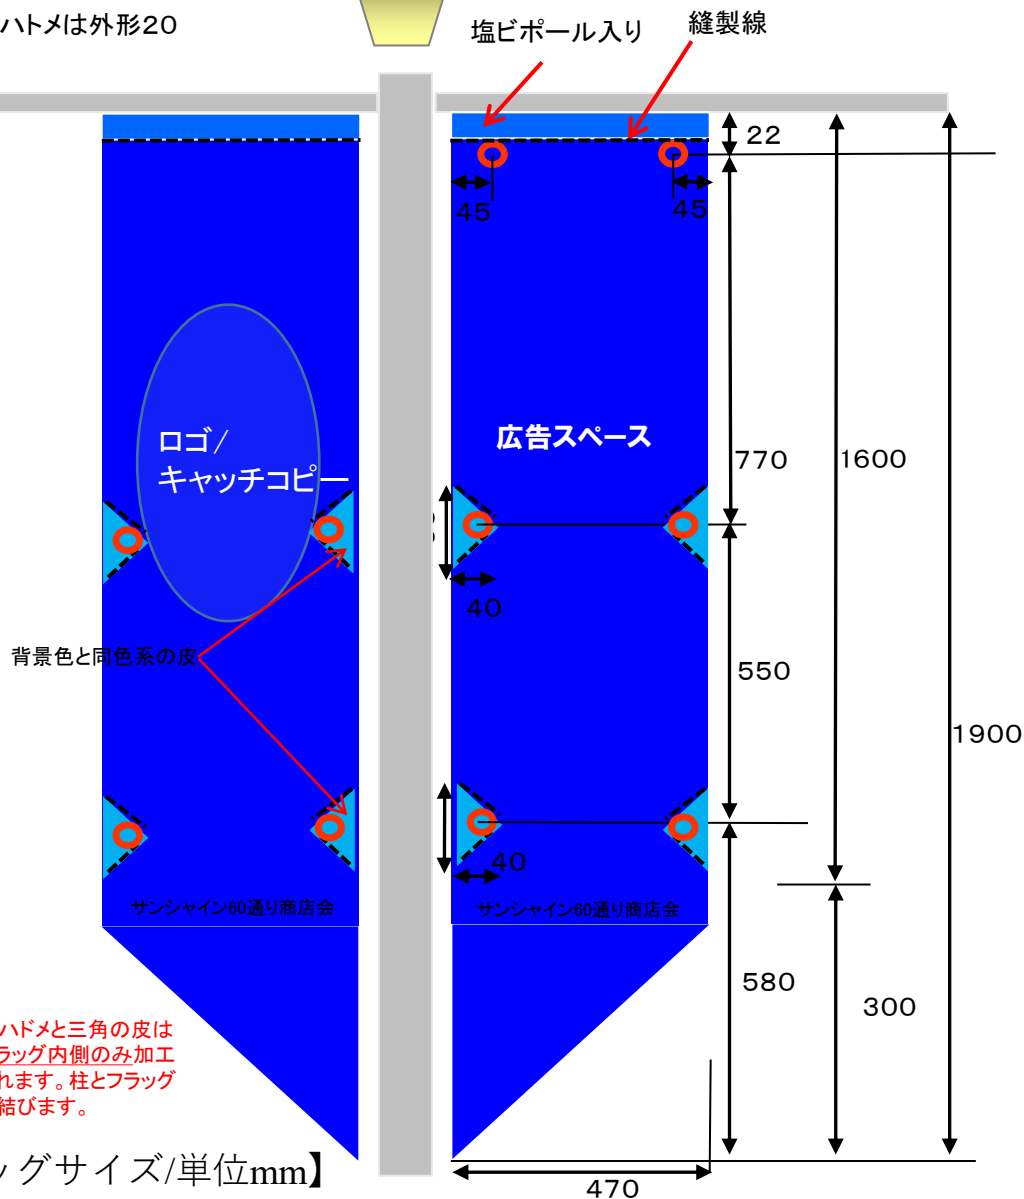 ハトメは外形20
塩ビポール入り
縫製線
22
45
45
ロゴ/
キャッチコピー
広告スペース
770
1600
40
背景色と同色系の皮
550
1900
40
サンシャイン60通り商店会
サンシャイン60通り商店会
580
300
ハドメと三角の皮は
ラッグ内側のみ加工
れます。柱とフラッグ
結びます。
ッグサイズ/単位mm】
470